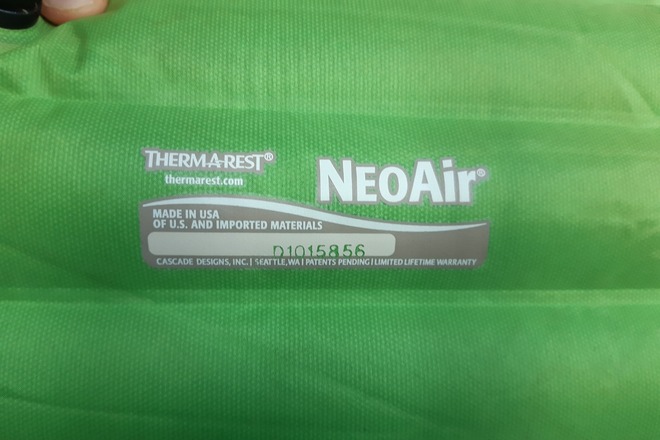 THERM-A-REST®
thermarest.com
NEOAir®
MADE IN USA
OF U.S. AND IMPORTED MATERIALS
D1015856
CASCADE DESIGNS, INC. | SEATTLE, WA | PATENTS PENDING | LIMITED LIFETIME WARRANTY